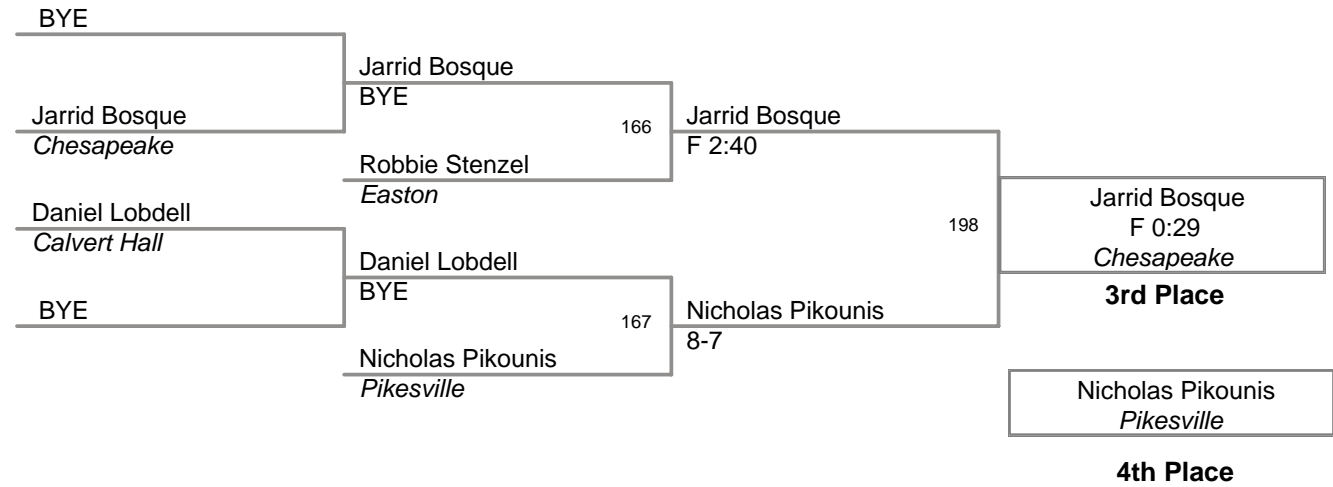 BYE
Jarrid Bosque
Chesapeake
Daniel Lobdell
Calvert Hall
BYE
Jarrid Bosque
BYE
166
Robbie Stenzel
Easton
Daniel Lobdell
BYE
167
Nicholas Pikounis
Pikesville
Jarrid Bosque
F 2:40
198
Nicholas Pikounis
8-7
Jarrid Bosque
F 0:29
Chesapeake
3rd Place
Nicholas Pikounis
Pikesville
4th Place